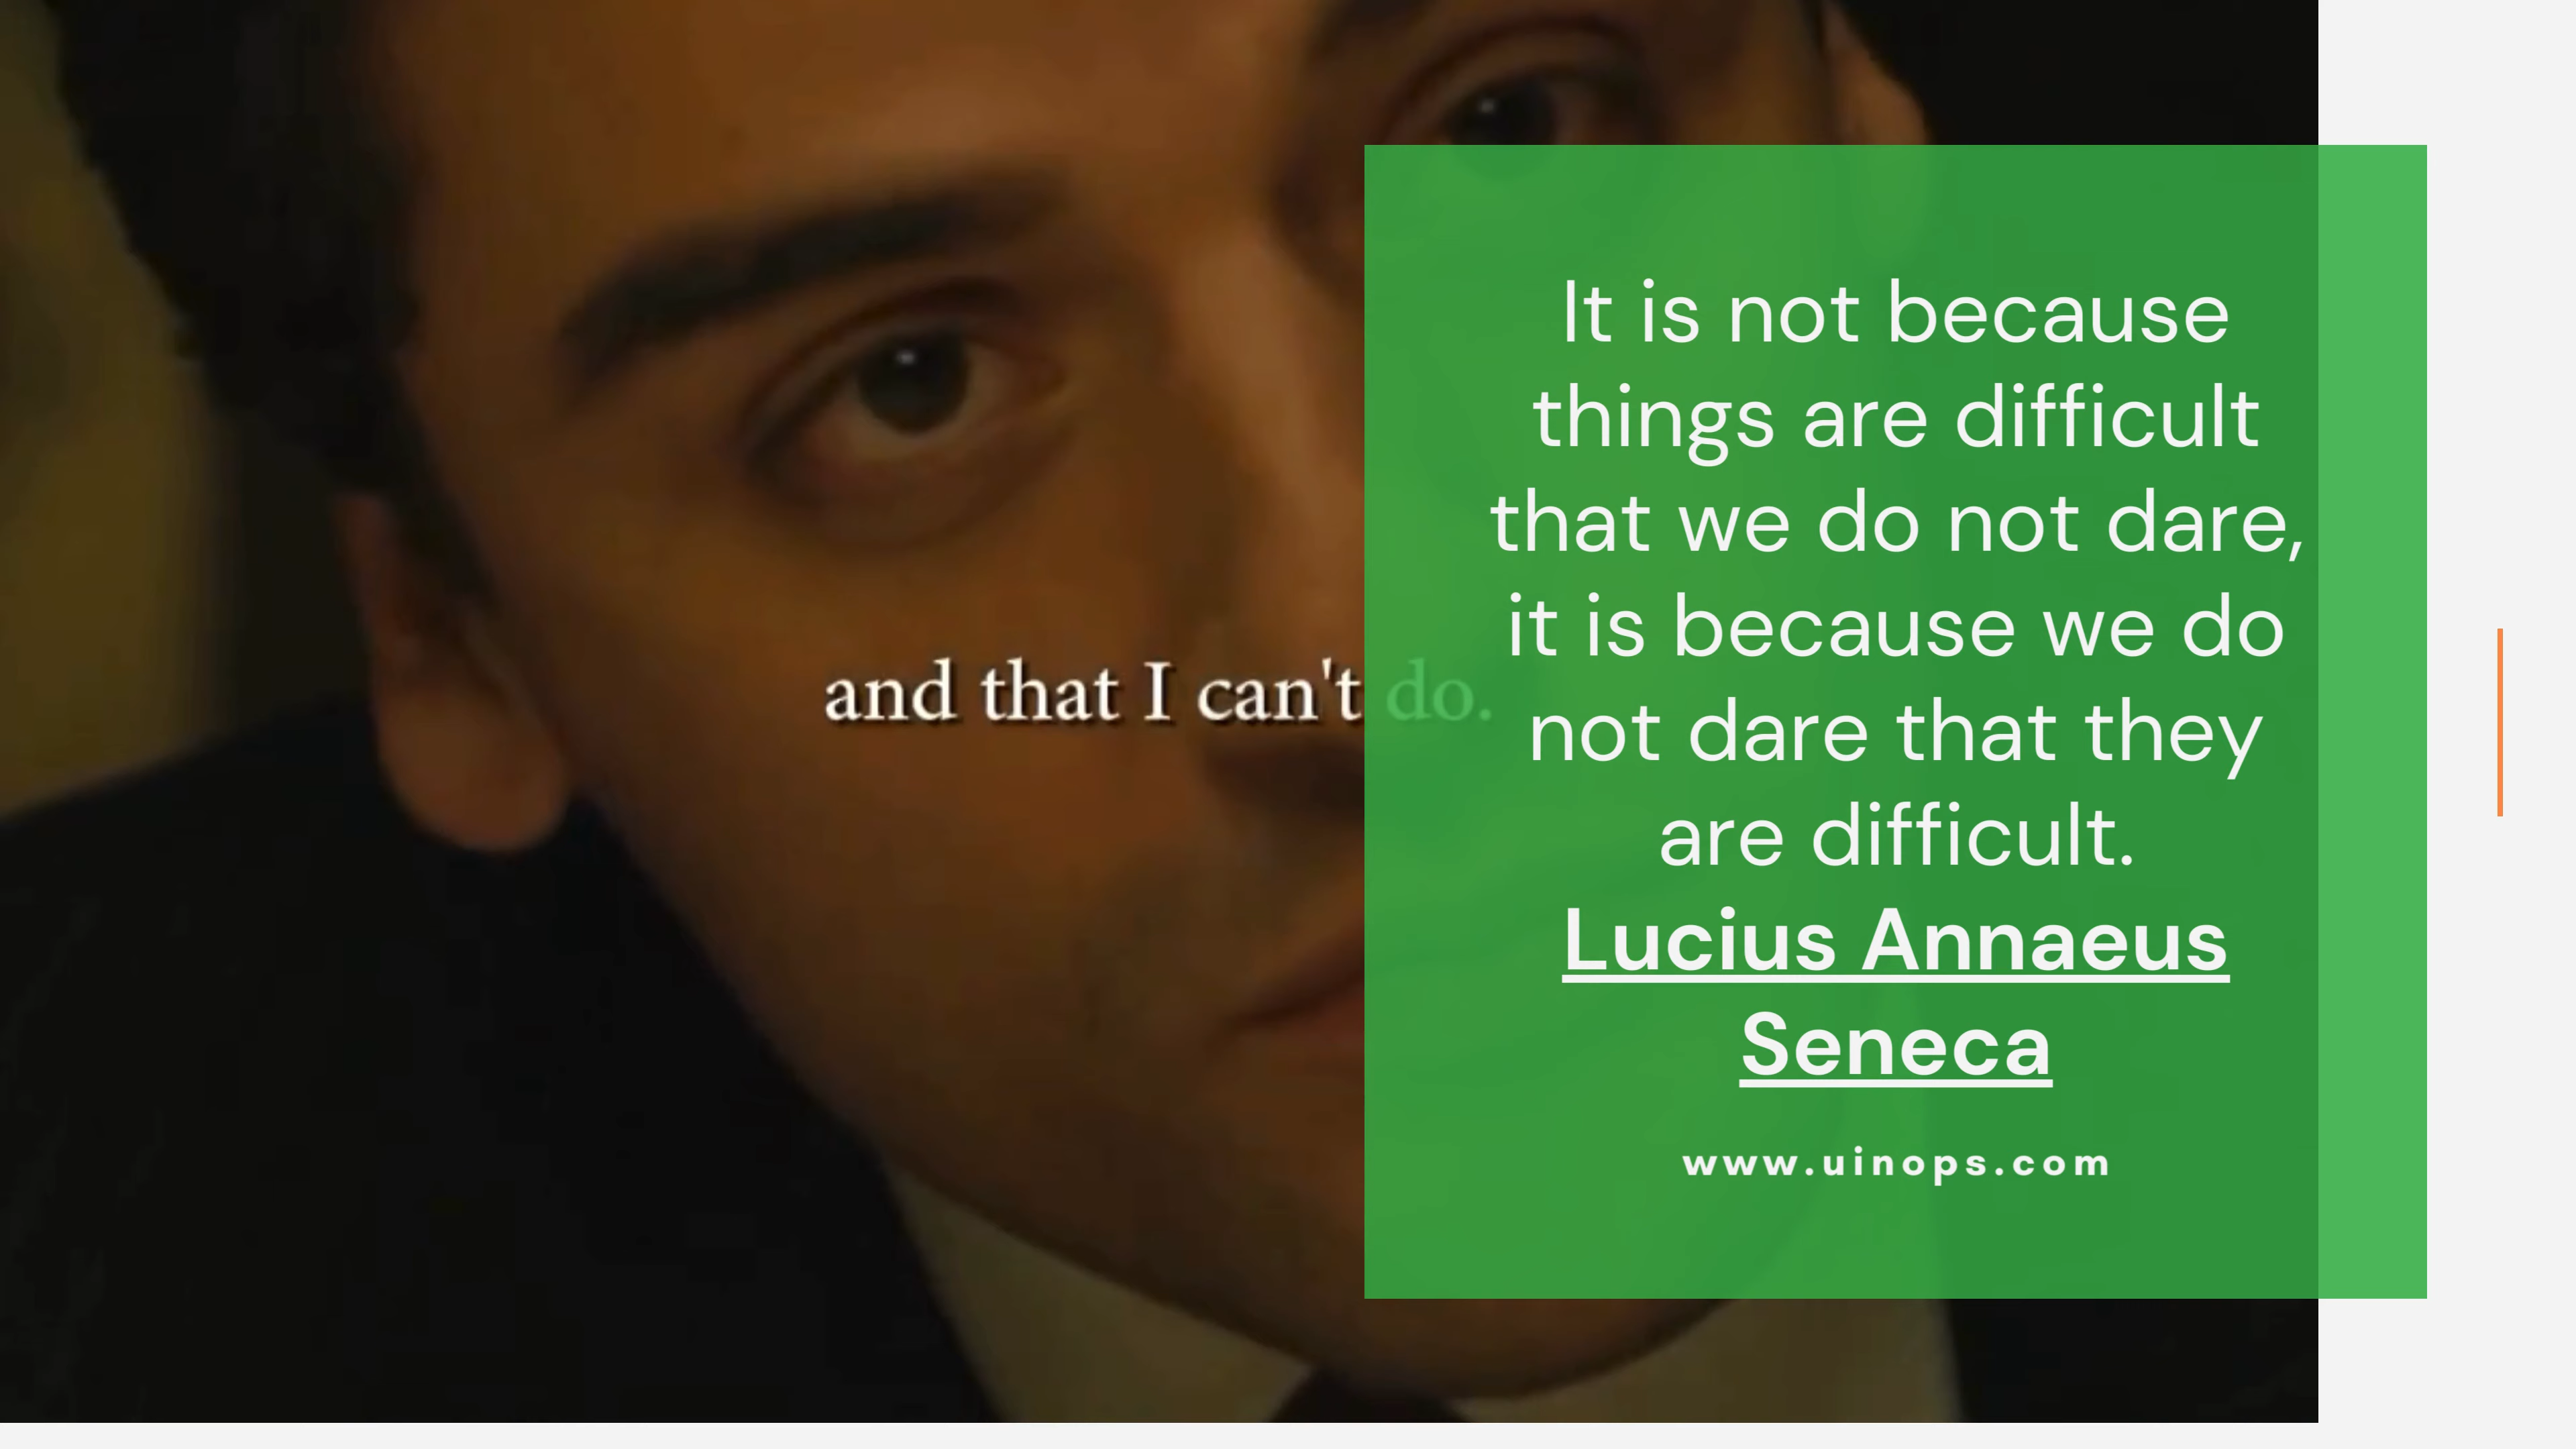 and that I can't do.
It is not because
things are difficult
that we do not dare,
it is because we do
not dare that they
are difficult.
Lucius Annaeus
Seneca
www.uinops.com